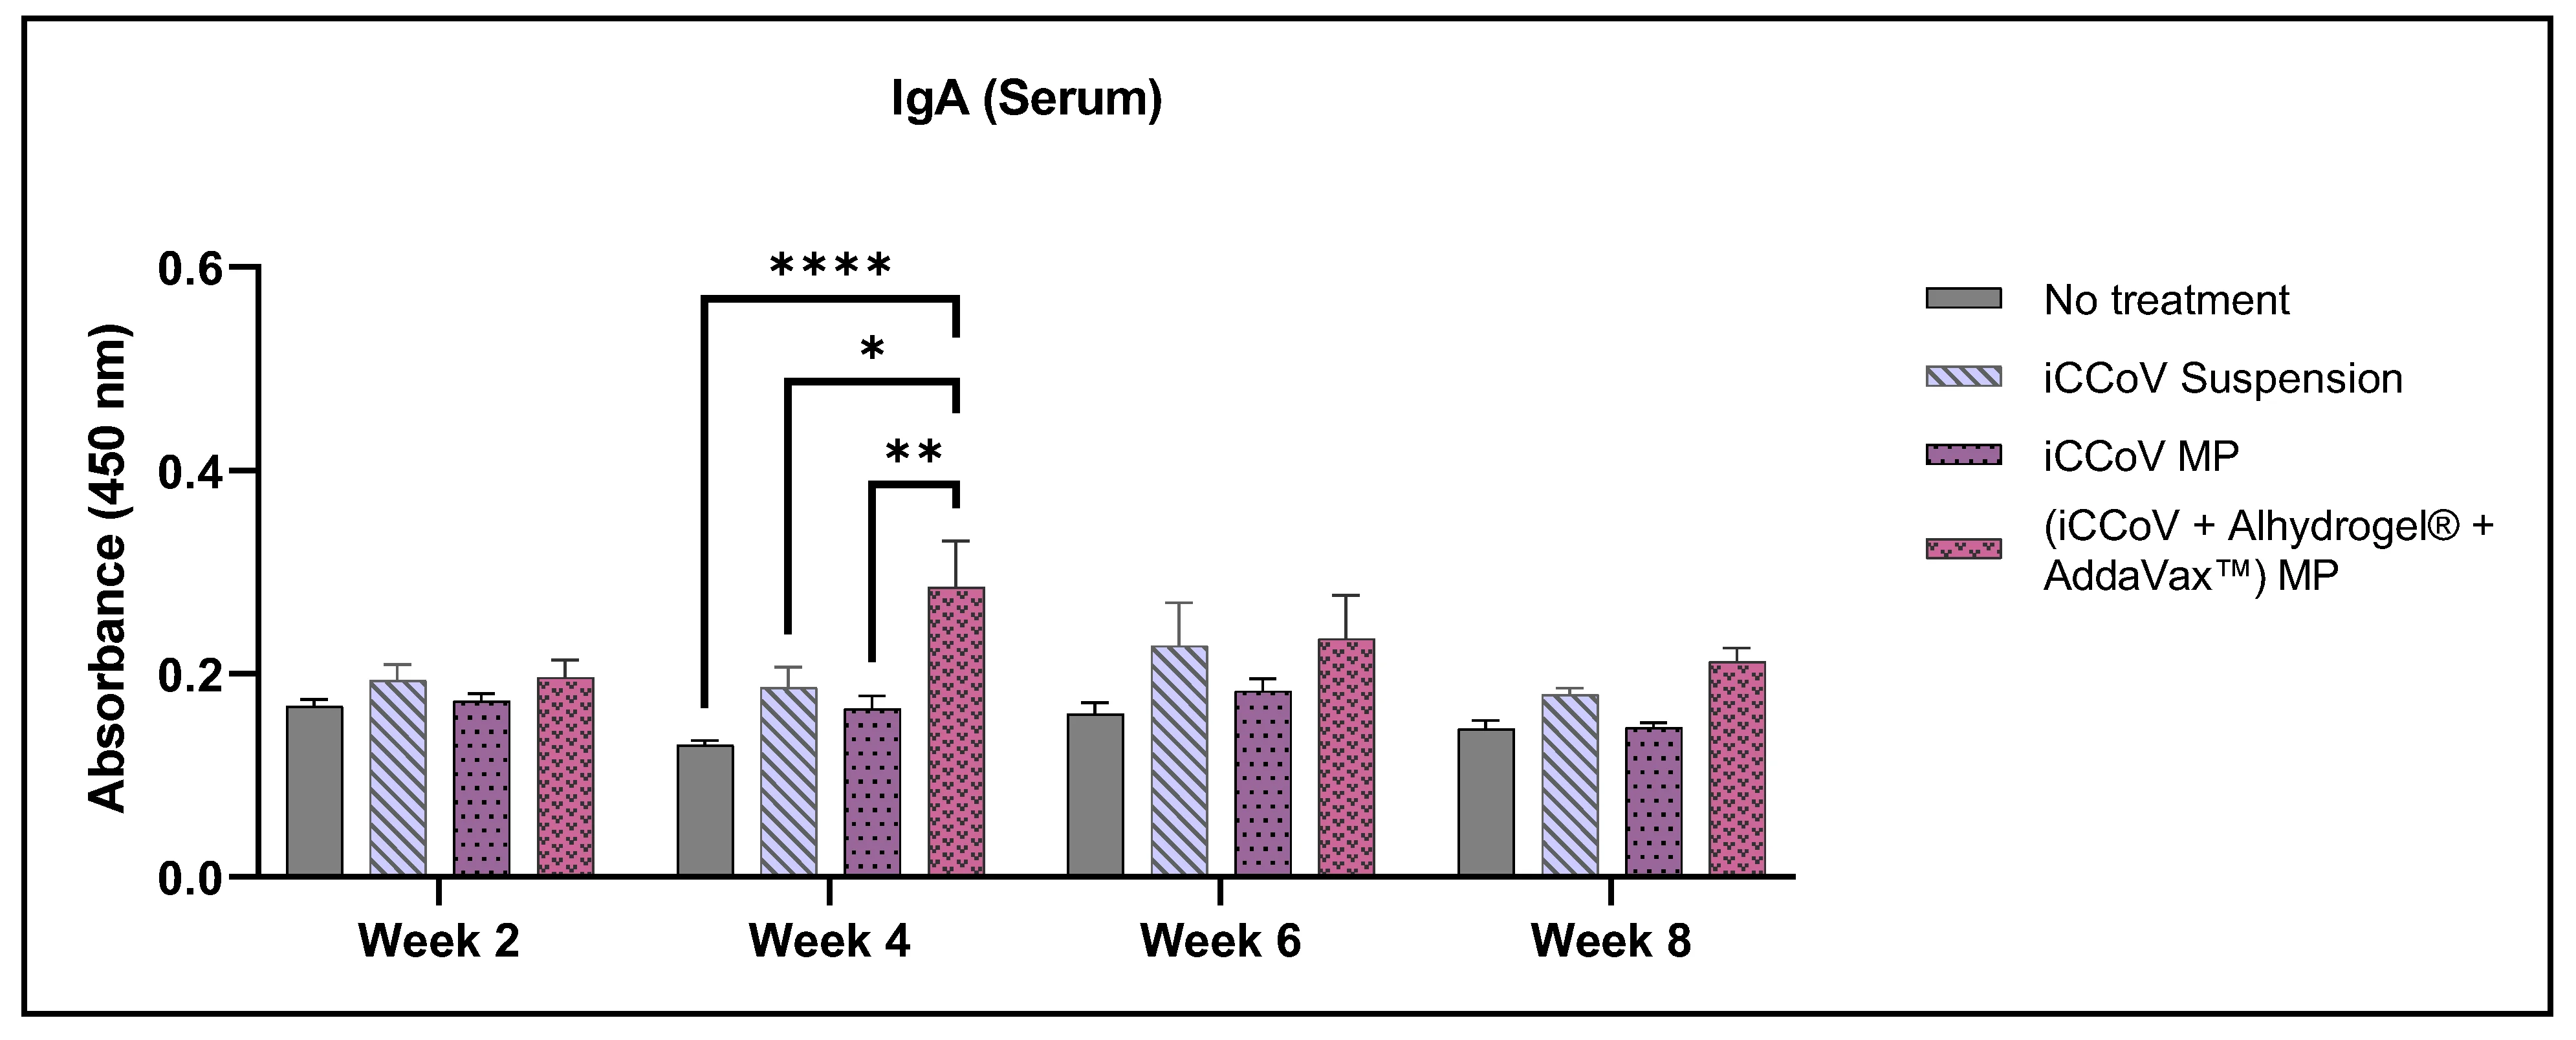 IgA (Serum)
Absorbance (450 nm)
0.6
0.4
0.2
0.0
****
*
**
Week 2
Week 4
Week 6
Week 8
No treatment
iCCoV Suspension
iCCoV MP
(iCCoV + Alhydrogel® +
AddaVax™) MP